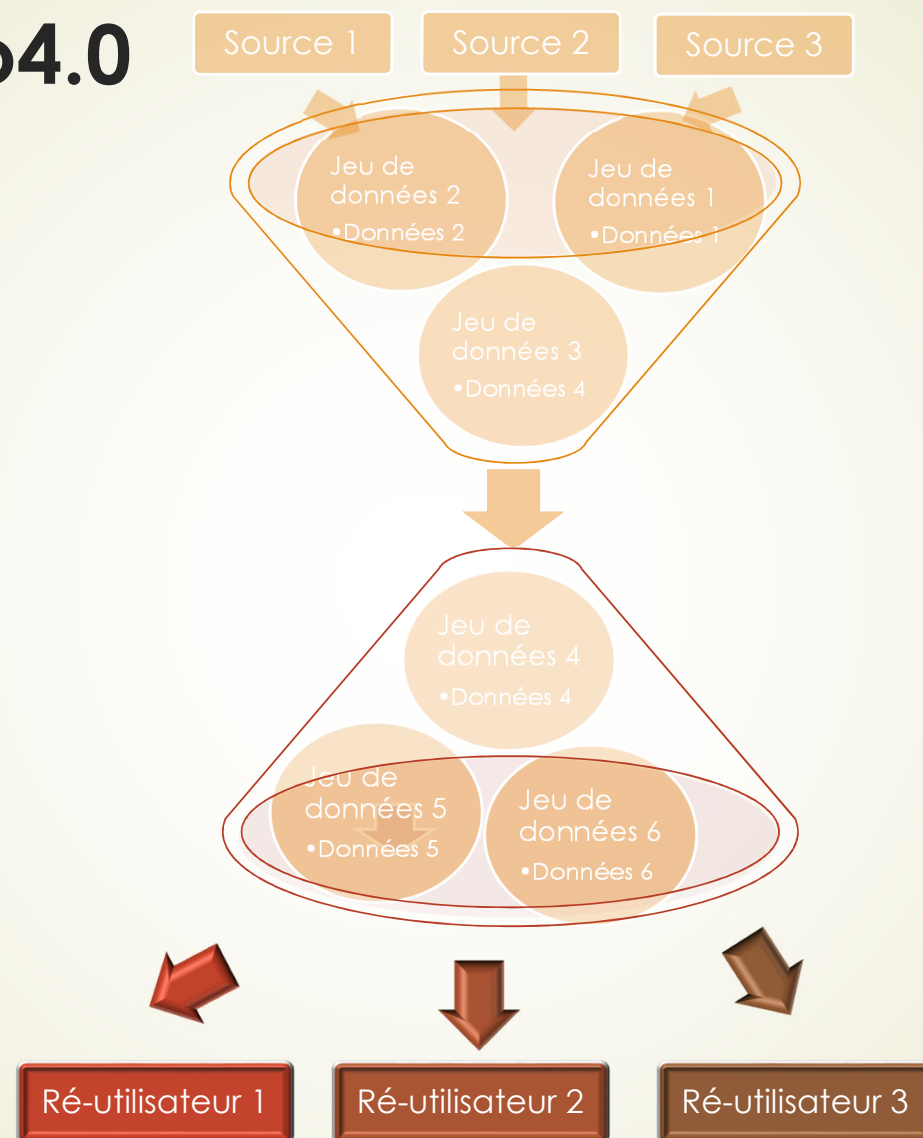 4.0
Source 1
Source 2
Source 3
Jeu de
données 2
•Données 2
Jeu de
données 1
•Données 1
Jeu de
données 3
•Données 4
Jeu de
données 4
•Données 4
Jeu de
données 5
•Données 5
Jeu de
données 6
•Données 6
Ré-utilisateur 1
Ré-utilisateur 2
Ré-utilisateur 3